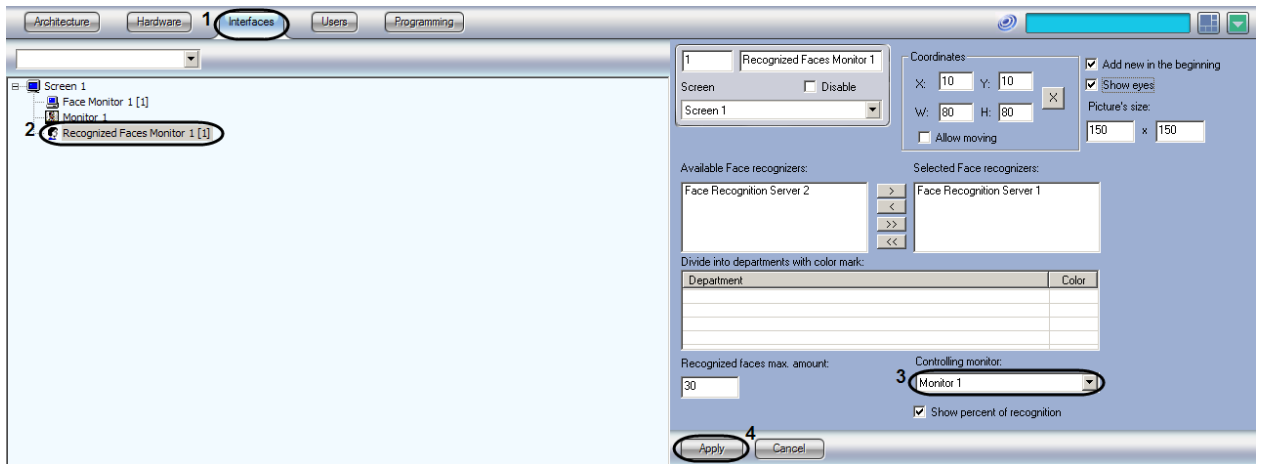 Architecture Hardware 1 Interfaces Users Programming
Screen 1
Face Monitor 1 [1]
Monitor 1
2 Recognized Faces Monitor 1 [1]
1 Recognized Faces Monitor 1
Screen Disable
Screen 1
Coordinates
X: 10 Y: 10 X
W: 80 H: 80
Allow moving
Add new in the beginning
Show eyes
Picture's size:
150 x 150
Available Face recognizers: Selected Face recognizers:
Face Recognition Server 2 > Face Recognition Server 1
<
>>
<<
Divide into departments with color mark:
Department Color
Recognized faces max. amount: Controlling monitor:
30 3 Monitor 1
Show percent of recognition
4
Apply Cancel